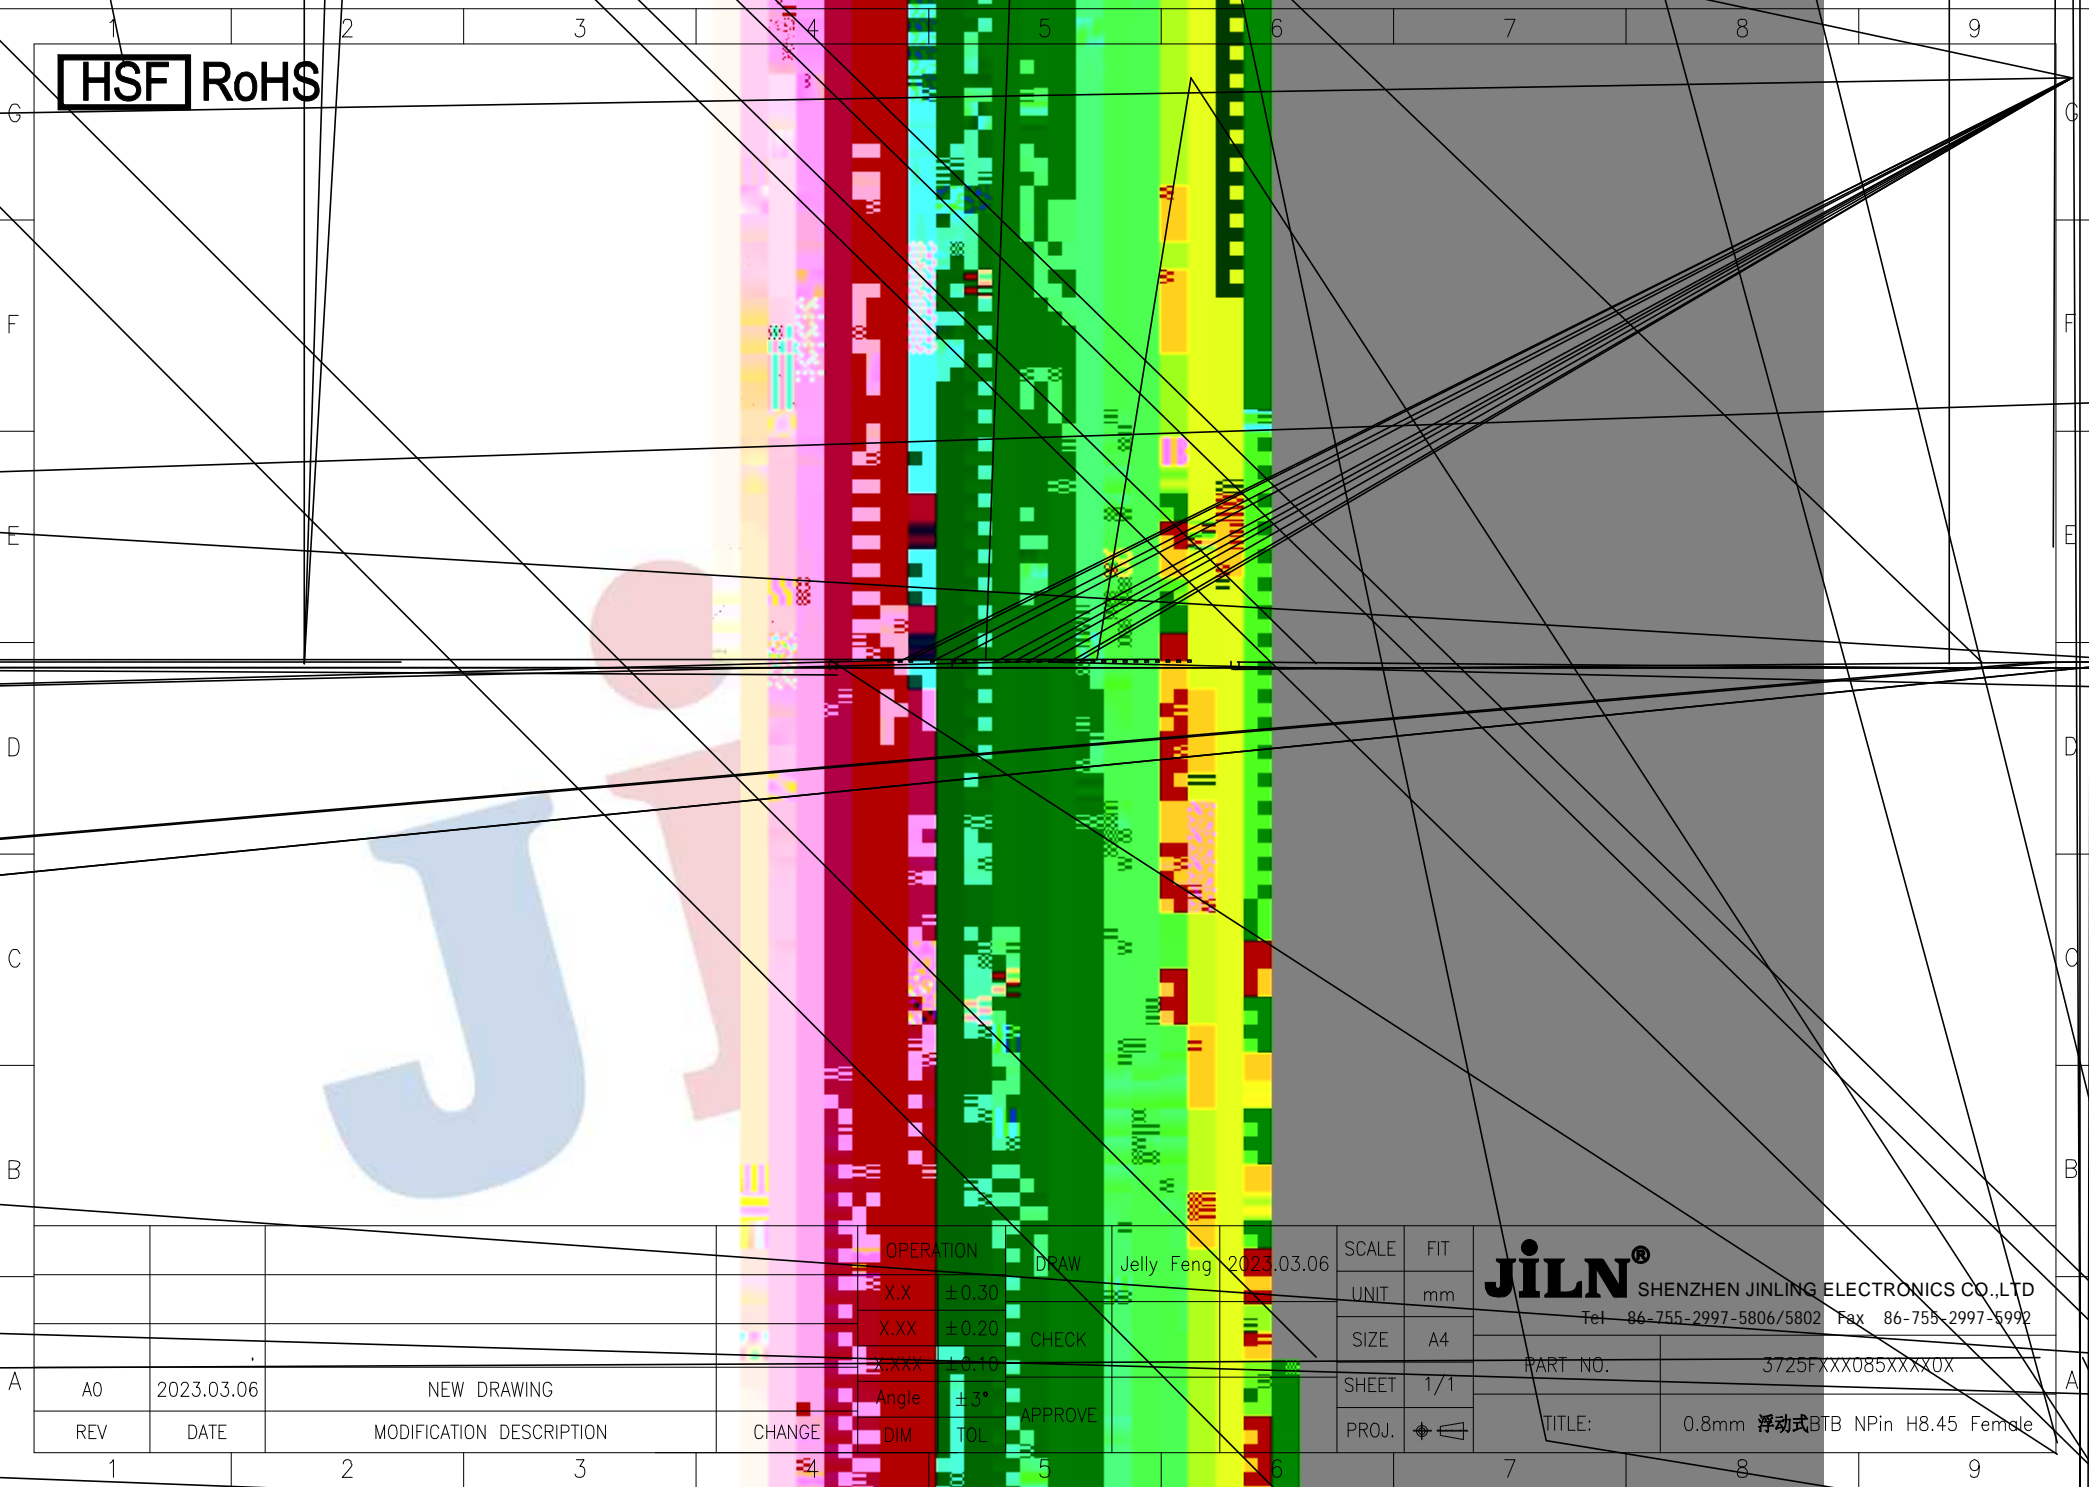 1 2 3 4 5 6 7 8 9
HSF RoHS
G G
F F
E E
D D
C C
B B
A A
Ji
OPERATION
X.X ±0.30
X.XX ±0.20
X.XXX ±0.10
Angle ±3°
DIM TOL
DRAW Jelly Feng 2023.03.06
CHECK
APPROVE
SCALE FIT
UNIT mm
SIZE A4
SHEET 1/1
PROJ.
JiLN® SHENZHEN JINLING ELECTRONICS CO.,LTD
Tel 86-755-2997-5806/5802 Fax 86-755-2997-5992
PART NO. 3725FXXX085XXXX0X
TITLE: 0.8mm 浮动式BTB NPin H8.45 Female
A0 2023.03.06 NEW DRAWING
REV DATE MODIFICATION DESCRIPTION CHANGE
1 2 3 4 5 6 7 8 9